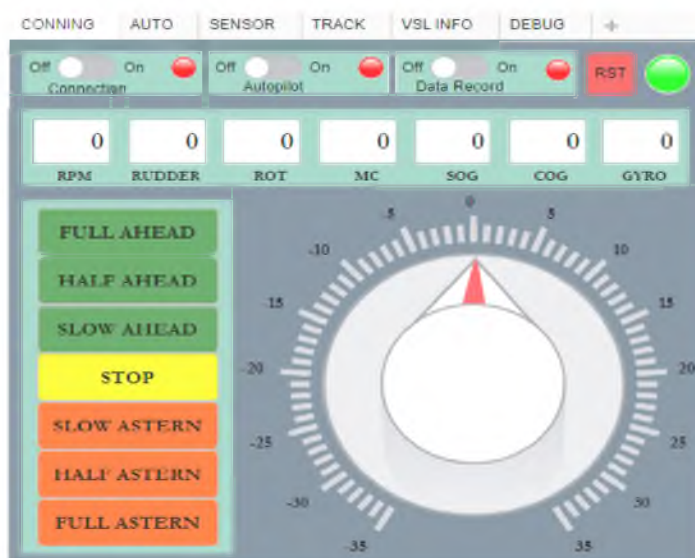 CONNING AUTO SENSOR TRACK VSL INFO DEBUG +
Off On Off On Off On RST
Connection Autopilot Data Record
0 0 0 0 0 0 0
RPM RUDDER ROT MC SOG COG GYRO
FULL AHEAD
HALF AHEAD
SLOW AHEAD
STOP
SLOW ASTERN
HALF ASTERN
FULL ASTERN
0
-5 5
-10 10
-15 15
-20 20
-25 25
-30 30
-35 35